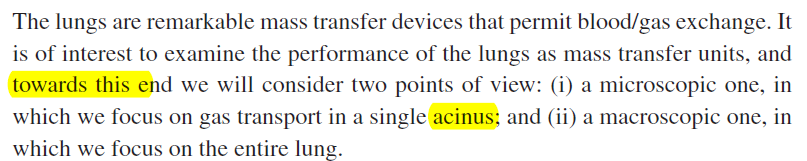 The lungs are remarkable mass transfer devices that permit blood/gas exchange. It
is of interest to examine the performance of the lungs as mass transfer units, and
towards this end we will consider two points of view: (i) a microscopic one, in
which we focus on gas transport in a single acinus; and (ii) a macroscopic one, in
which we focus on the entire lung.